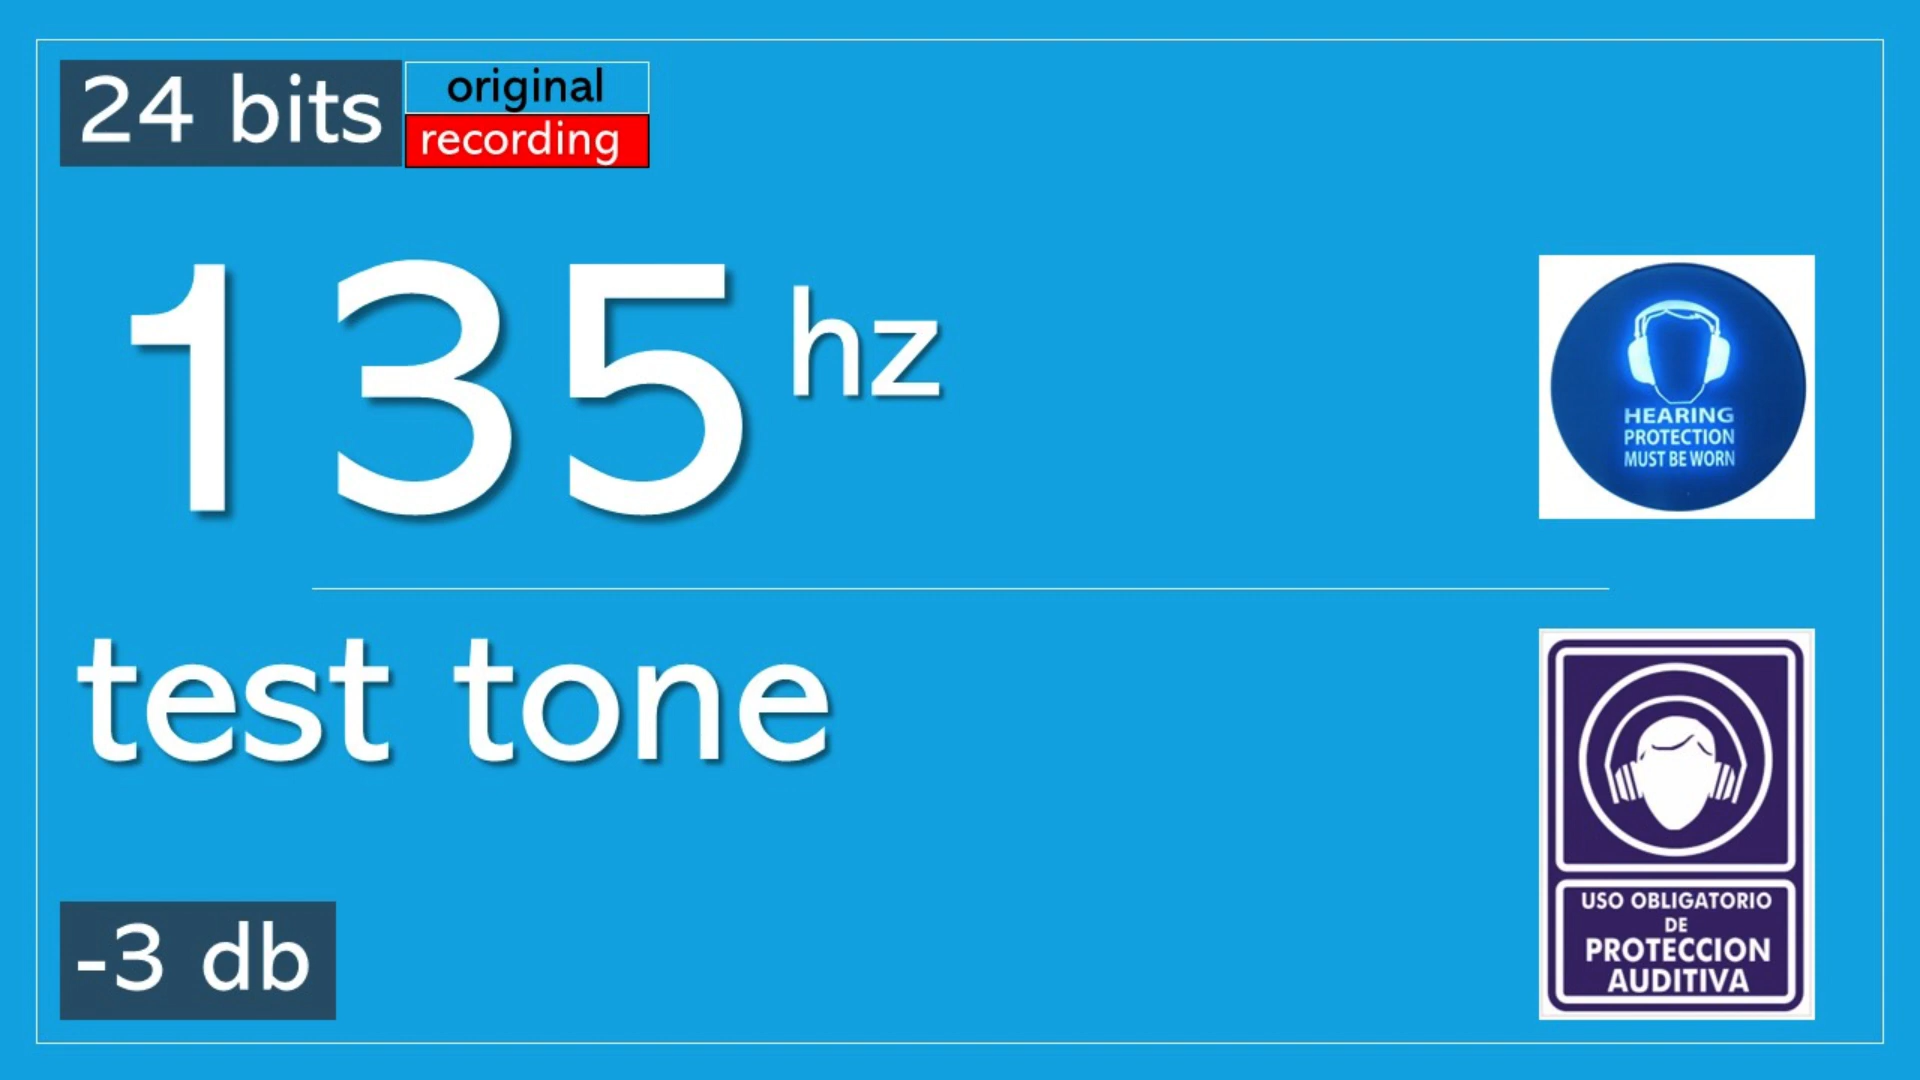 24 bits
original
recording
135 hz
HEARING
PROTECTION
MUST BE WORN
test tone
USO OBLIGATORIO
DE
PROTECCION
AUDITIVA
-3 db